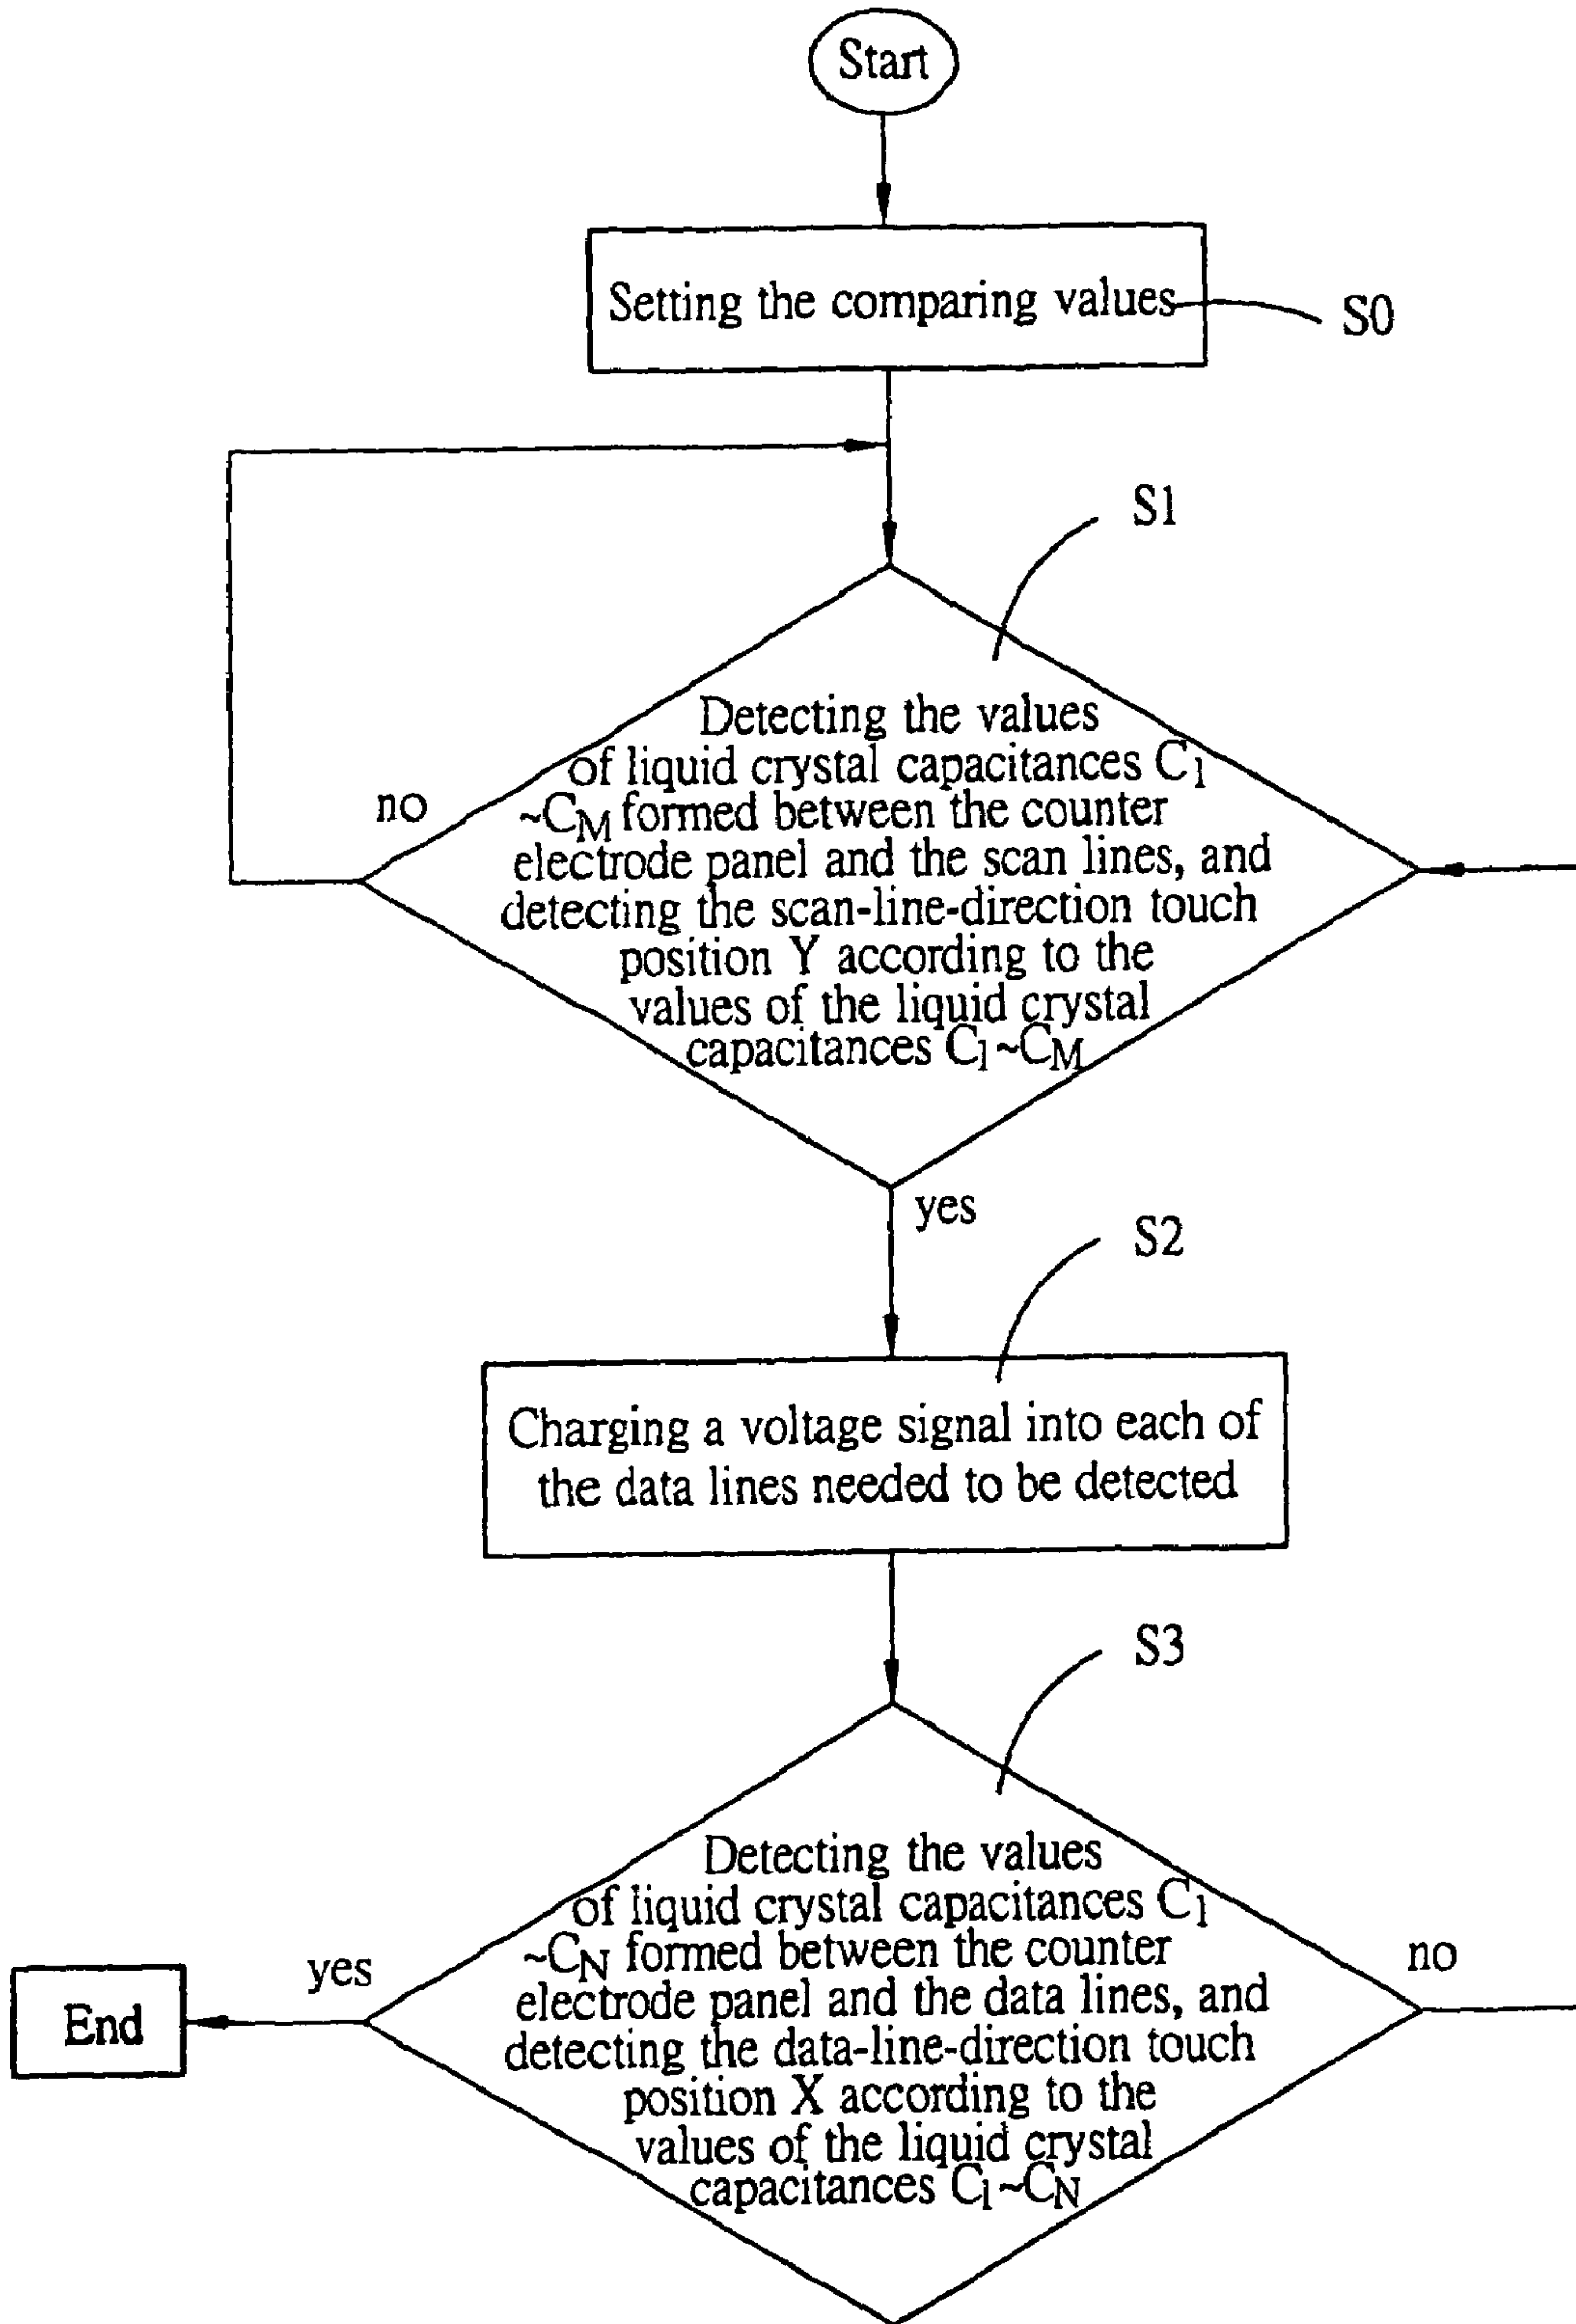 Start
Setting the comparing values
S0
S1
Detecting the values
of liquid crystal capacitances C1
~CM formed between the counter
electrode panel and the scan lines, and
detecting the scan-line-direction touch
position Y according to the
values of the liquid crystal
capacitances C1~CM
no
yes
S2
Charging a voltage signal into each of
the data lines needed to be detected
S3
Detecting the values
of liquid crystal capacitances C1
~CN formed between the counter
electrode panel and the data lines, and
detecting the data-line-direction touch
position X according to the
values of the liquid crystal
capacitances C1~CN
yes
no
End